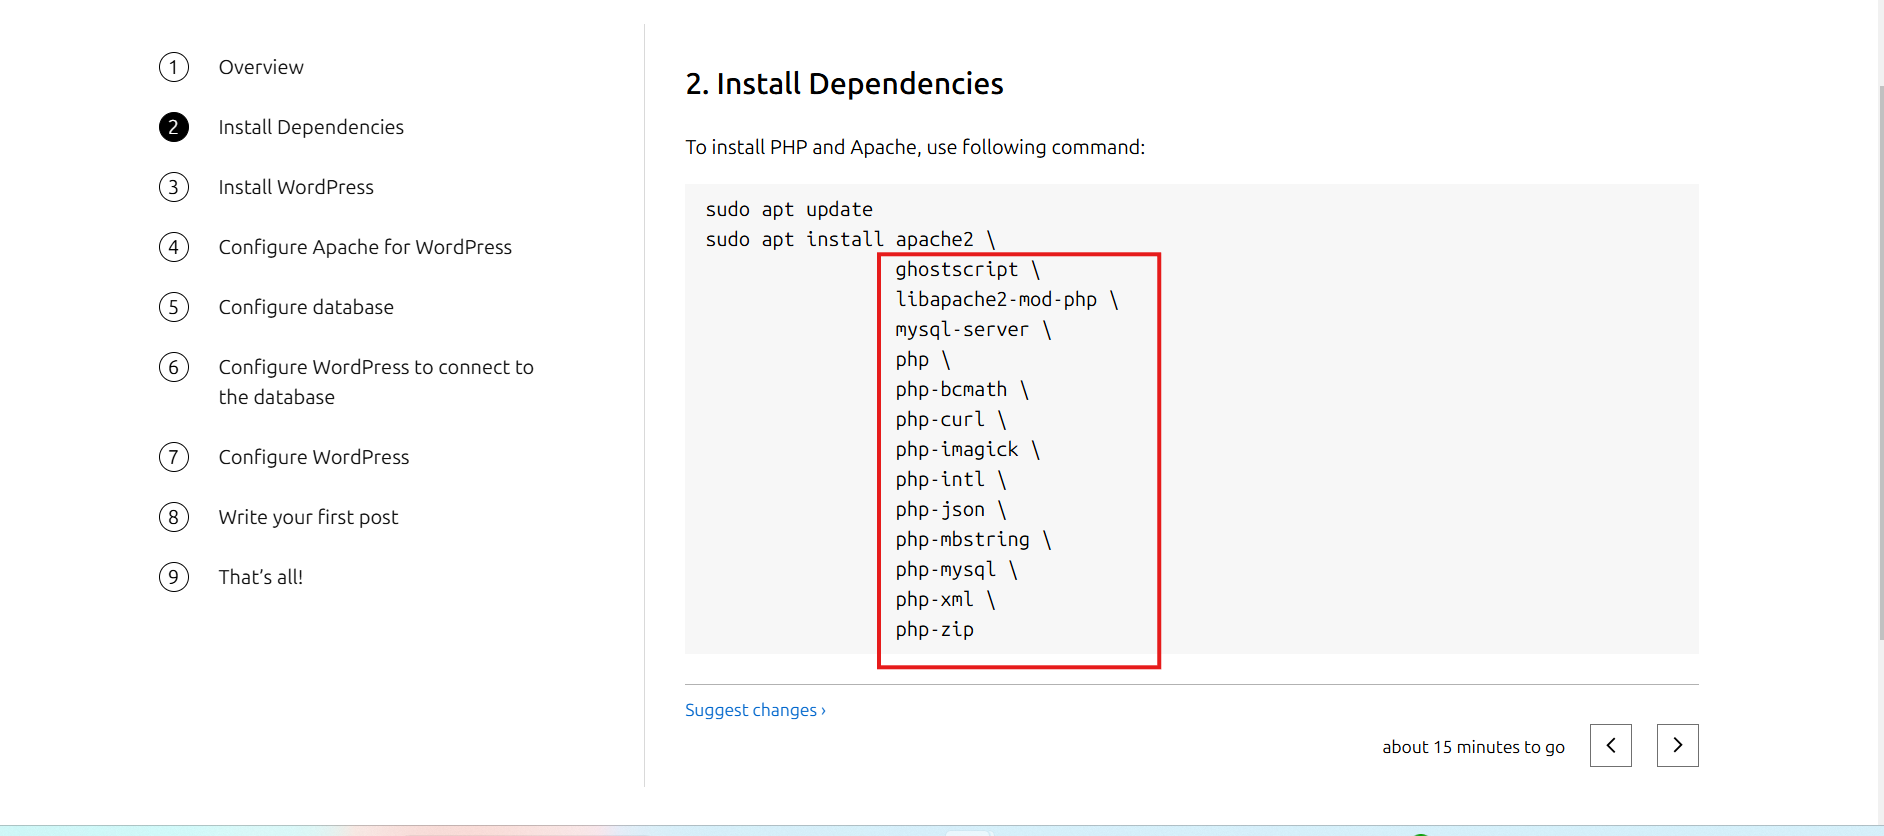 1 Overview
2 Install Dependencies
3 Install WordPress
4 Configure Apache for WordPress
5 Configure database
6 Configure WordPress to connect to
the database
7 Configure WordPress
8 Write your first post
9 That’s all!
2. Install Dependencies
To install PHP and Apache, use following command:
sudo apt update
sudo apt install apache2 \
ghostscript \
libapache2-mod-php \
mysql-server \
php \
php-bcmath \
php-curl \
php-imagick \
php-intl \
php-json \
php-mbstring \
php-mysql \
php-xml \
php-zip
Suggest changes ›
about 15 minutes to go